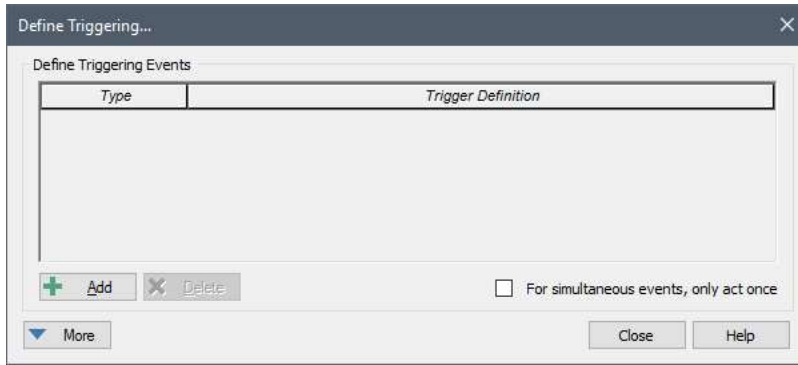 Define Triggering...
Define Triggering Events
Type Trigger Definition
Add Delete For simultaneous events, only act once
More Close Help